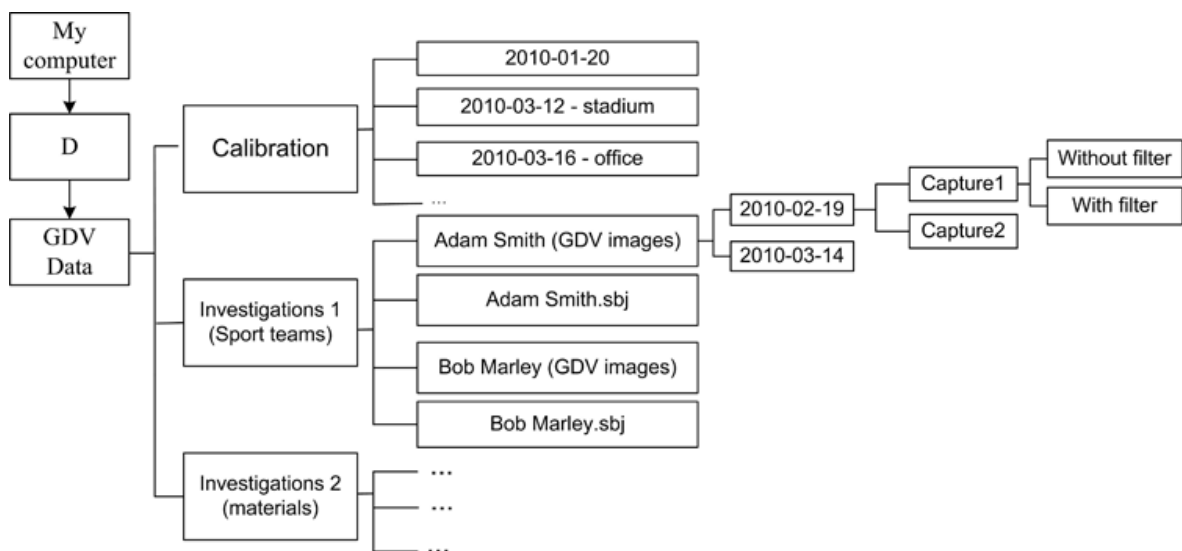 My
computer
D
GDV
Data
Calibration
2010-01-20
2010-03-12 - stadium
2010-03-16 - office
...
Investigations 1
(Sport teams)
Adam Smith (GDV images)
2010-02-19
Capture1
Without filter
With filter
Capture2
2010-03-14
Adam Smith.sbj
Bob Marley (GDV images)
Bob Marley.sbj
Investigations 2
(materials)
...
...
...